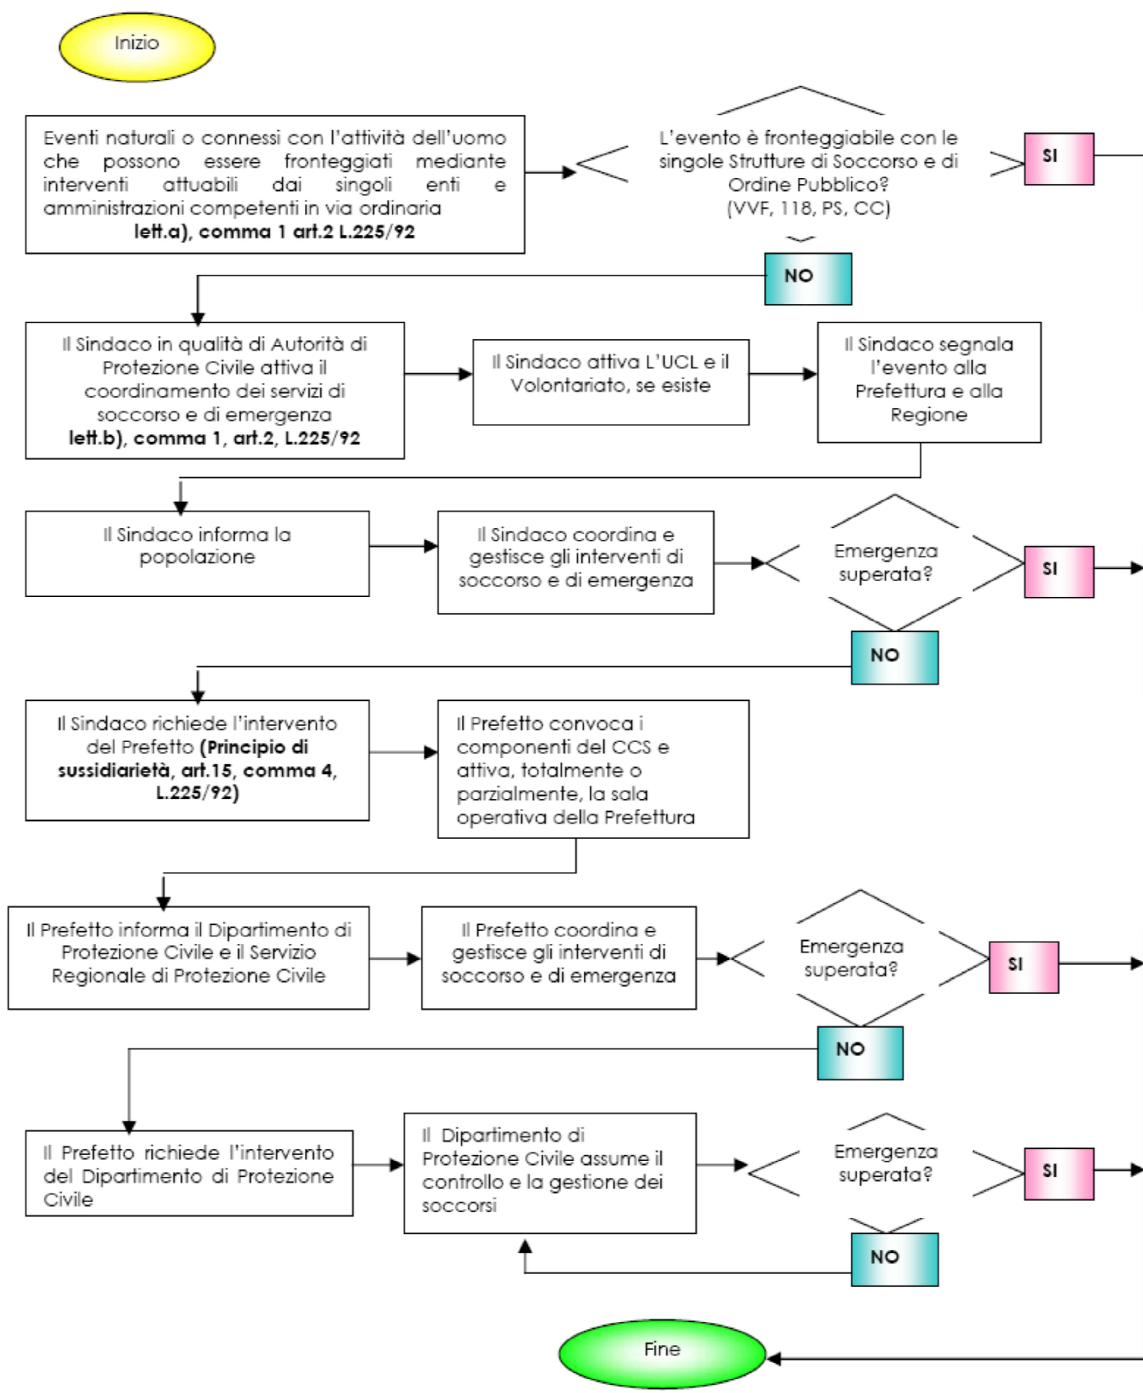 Inizio
Eventi naturali o connessi con l'attività dell'uomo
che possono essere fronteggiati mediante
interventi attuabili dai singoli enti e
amministrazioni competenti in via ordinaria
lett.a), comma 1 art.2 L.225/92
L'evento è fronteggiabile con le
singole Strutture di Soccorso e di
Ordine Pubblico?
(VVF, 118, PS, CC)
SI
NO
Il Sindaco in qualità di Autorità di
Protezione Civile attiva il
coordinamento dei servizi di
soccorso e di emergenza
lett.b), comma 1, art.2, L.225/92
Il Sindaco attiva L'UCL e il
Volontariato, se esiste
Il Sindaco segnala
l'evento alla
Prefettura e alla
Regione
Il Sindaco informa la
popolazione
Il Sindaco coordina e
gestisce gli interventi di
soccorso e di emergenza
Emergenza
superata?
SI
NO
Il Sindaco richiede l'intervento
del Prefetto (Principio di
sussidiarietà, art.15, comma 4,
L.225/92)
Il Prefetto convoca i
componenti del CCS e
attiva, totalmente o
parzialmente, la sala
operativa della Prefettura
Il Prefetto informa il Dipartimento di
Protezione Civile e il Servizio
Regionale di Protezione Civile
Il Prefetto coordina e
gestisce gli interventi di
soccorso e di emergenza
Emergenza
superata?
SI
NO
Il Prefetto richiede l'intervento
del Dipartimento di Protezione
Civile
Il Dipartimento di
Protezione Civile assume il
controllo e la gestione dei
soccorsi
Emergenza
superata?
SI
NO
Fine